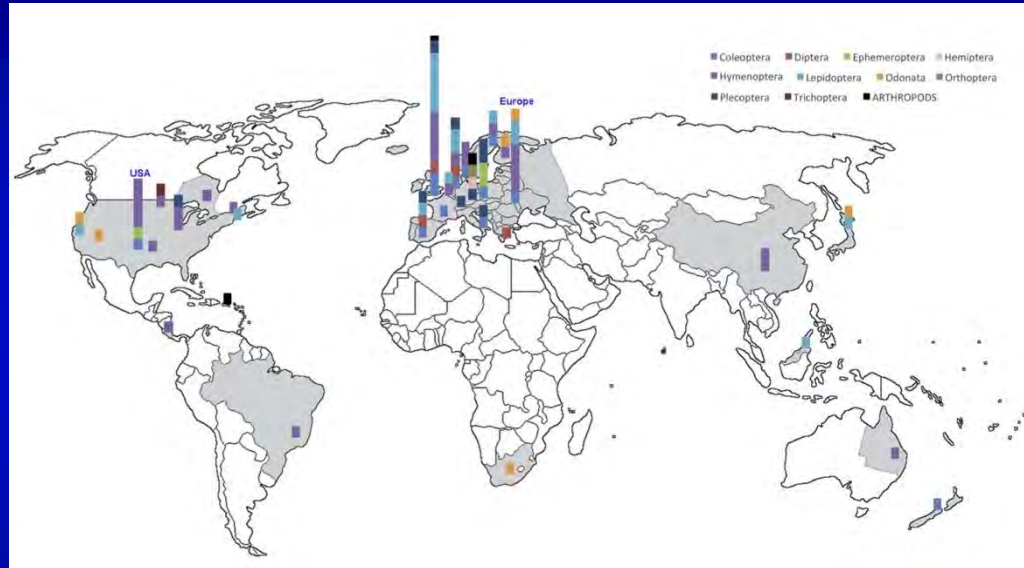 Coleoptera Diptera Ephemeroptera Hemiptera
Hymenoptera Lepidoptera Odonata Orthoptera
Plecoptera Trichoptera ARTHROPODS
Europe
USA